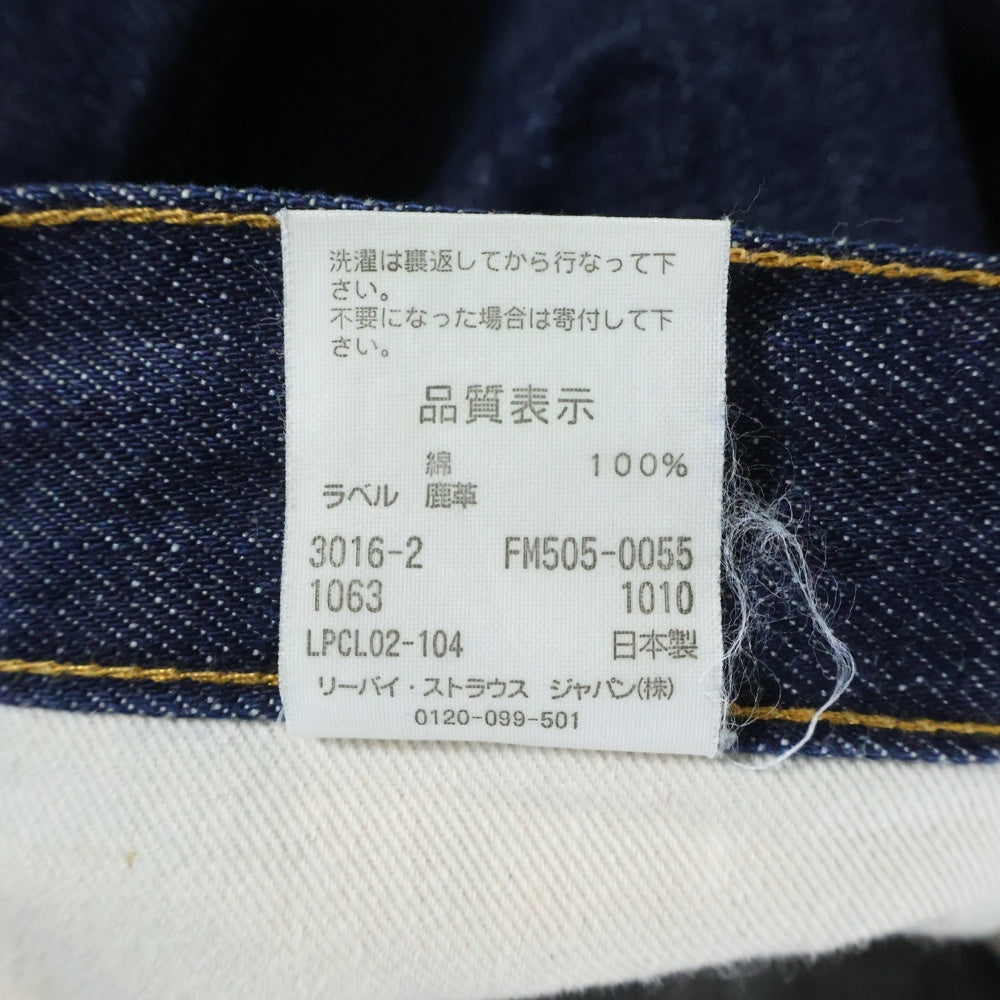 洗濯は裏返してから行なって下
さい。
不要になった場合は寄付して下
さい。
品質表示
綿 100%
ラベル 鹿革
3016-2 FM505-0055
1063 1010
LPCL02-104 日本製
リーバイ・ストラウス ジャパン(株)
0120-099-501